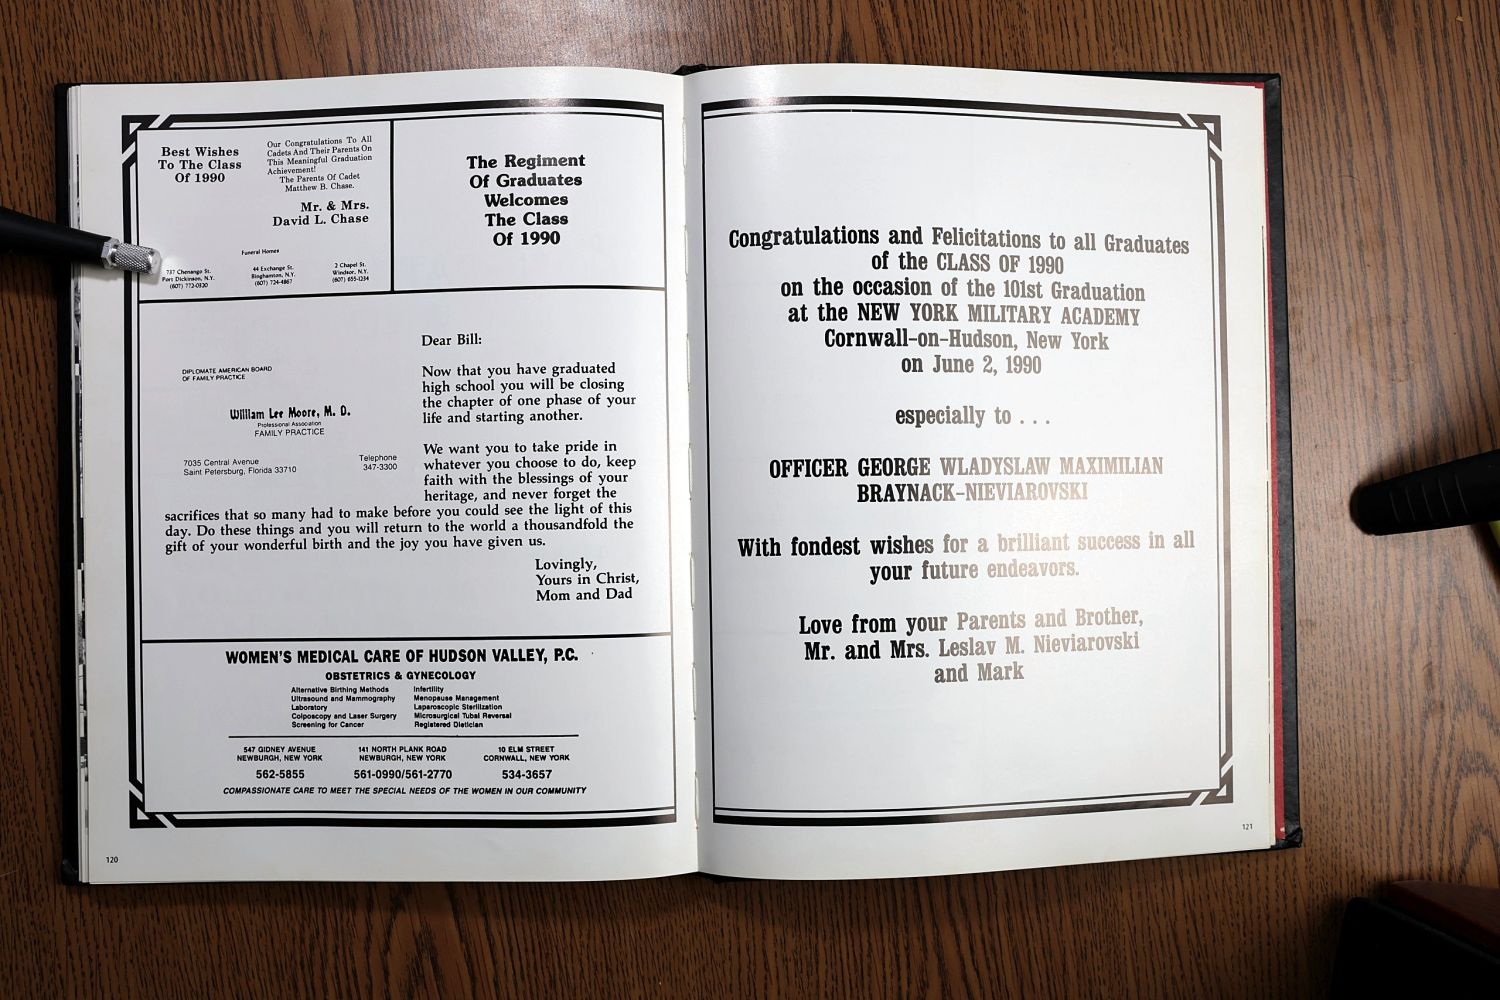 Best Wishes
To The Class
Of 1990
Our Congratulations To All
Cadets And Their Parents On
This Meaningful Graduation
Achievement!
The Parents Of Cadet
Matthew B. Chase.
Mr. & Mrs.
David L. Chase
Funeral Homes
737 Chenango St.
Port Dickinson, N.Y.
(607) 772-0320
44 Exchange St.
Binghamton, N.Y.
(607) 724-4867
2 Chapel St.
Windsor, N.Y.
(607) 655-1234
The Regiment
Of Graduates
Welcomes
The Class
Of 1990
DIPLOMATE AMERICAN BOARD
OF FAMILY PRACTICE
William Lee Moore, M. D.
Professional Association
FAMILY PRACTICE
7035 Central Avenue
Saint Petersburg, Florida 33710
Telephone
347-3300
Dear Bill:
Now that you have graduated
high school you will be closing
the chapter of one phase of your
life and starting another.
We want you to take pride in
whatever you choose to do, keep
faith with the blessings of your
heritage, and never forget the
sacrifices that so many had to make before you could see the light of this
day. Do these things and you will return to the world a thousandfold the
gift of your wonderful birth and the joy you have given us.
Lovingly,
Yours in Christ,
Mom and Dad
WOMEN'S MEDICAL CARE OF HUDSON VALLEY, P.C.
OBSTETRICS & GYNECOLOGY
Alternative Birthing Methods
Ultrasound and Mammography
Laboratory
Colposcopy and Laser Surgery
Screening for Cancer
Infertility
Menopause Management
Laparoscopic Sterilization
Microsurgical Tubal Reversal
Registered Dietician
547 GIDNEY AVENUE
NEWBURGH, NEW YORK
562-5855
141 NORTH PLANK ROAD
NEWBURGH, NEW YORK
561-0990/561-2770
10 ELM STREET
CORNWALL, NEW YORK
534-3657
COMPASSIONATE CARE TO MEET THE SPECIAL NEEDS OF THE WOMEN IN OUR COMMUNITY
120
Congratulations and Felicitations to all Graduates
of the CLASS OF 1990
on the occasion of the 101st Graduation
at the NEW YORK MILITARY ACADEMY
Cornwall-on-Hudson, New York
on June 2, 1990
especially to . . .
OFFICER GEORGE WLADYSLAW MAXIMILIAN
BRAYNACK-NIEVIAROVSKI
With fondest wishes for a brilliant success in all
your future endeavors.
Love from your Parents and Brother,
Mr. and Mrs. Leslav M. Nieviarovski
and Mark
121